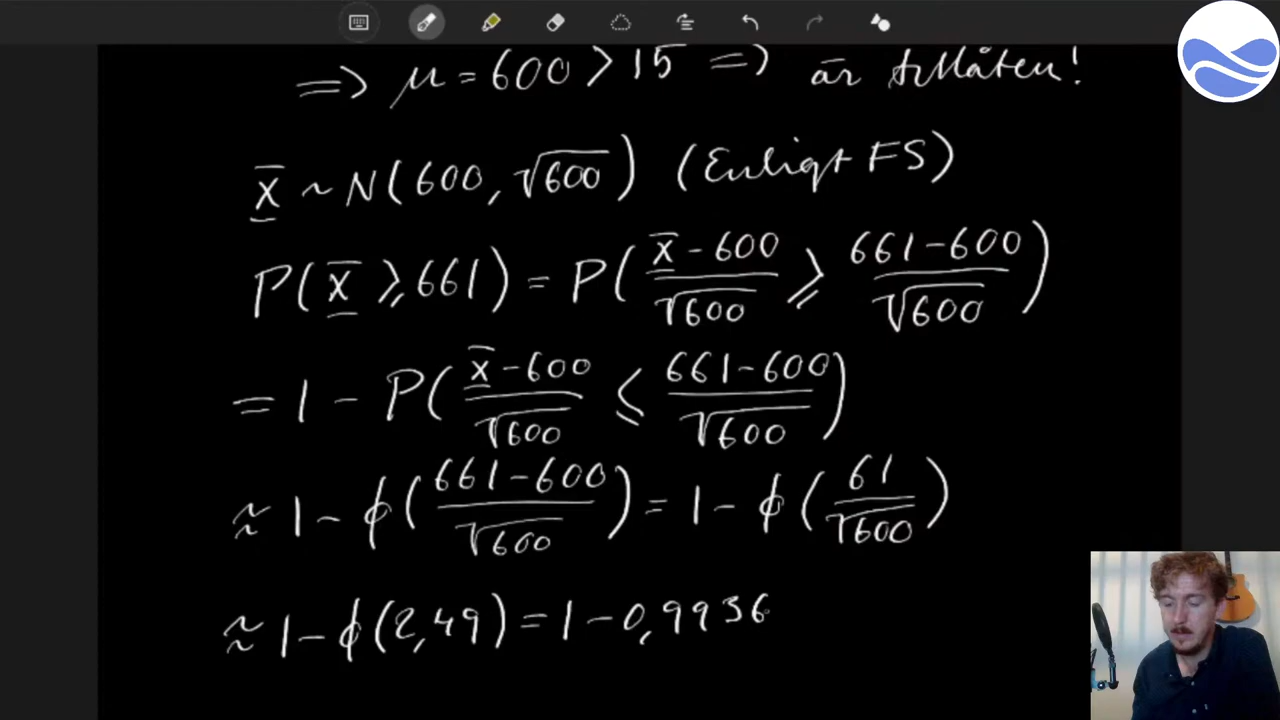 => μ = 600 > 15 => är tillåten!
x̄ ~ N(600, √600) (Enligt FS)
P(x̄ ≥ 661) = P((x̄ - 600)/√600 ≥ (661 - 600)/√600)
= 1 - P((x̄ - 600)/√600 ≤ (661 - 600)/√600)
≈ 1 - ϕ((661 - 600)/√600) = 1 - ϕ(61/√600)
≈ 1 - ϕ(2,49) = 1 - 0,9936